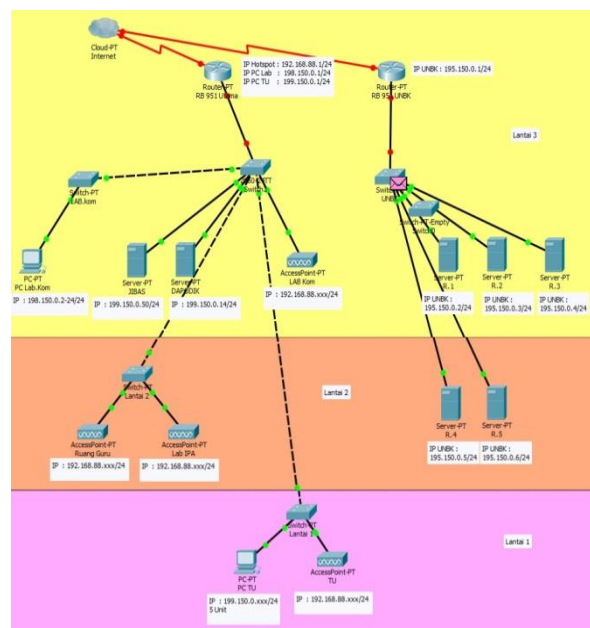 Cloud-PT
Internet
Router-PT
RB 951 Utama
IP Hotspot : 192.168.88.1/24
IP PC Lab : 198.150.0.1/24
IP PC TU : 199.150.0.1/24
Router-PT
RB 951 UNBK
IP UNBK : 195.150.0.1/24
Lantai 3
Switch-PT
LAB.kom
UNBK
Switch-PT-Empty
PC-PT
PC Lab.Kom
IP : 198.150.0.2-24/24
Server-PT
JIBAS
IP : 199.150.0.50/24
Server-PT
DAPODIK
IP : 199.150.0.14/24
AccessPoint-PT
LAB Kom
IP : 192.168.88.xxx/24
Server-PT
R.1
IP UNBK :
195.150.0.2/24
Server-PT
R.2
IP UNBK :
195.150.0.3/24
Server-PT
R.3
IP UNBK :
195.150.0.4/24
Switch-PT
Lantai 2
Lantai 2
AccessPoint-PT
Ruang Guru
IP : 192.168.88.xxx/24
AccessPoint-PT
Lab IPA
IP : 192.168.88.xxx/24
Server-PT
R.4
IP UNBK :
195.150.0.5/24
Server-PT
R.5
IP UNBK :
195.150.0.6/24
Switch-PT
Lantai 1
Lantai 1
PC-PT
PC TU
IP : 199.150.0.xxx/24
5 Unit
AccessPoint-PT
TU
IP : 192.168.88.xxx/24